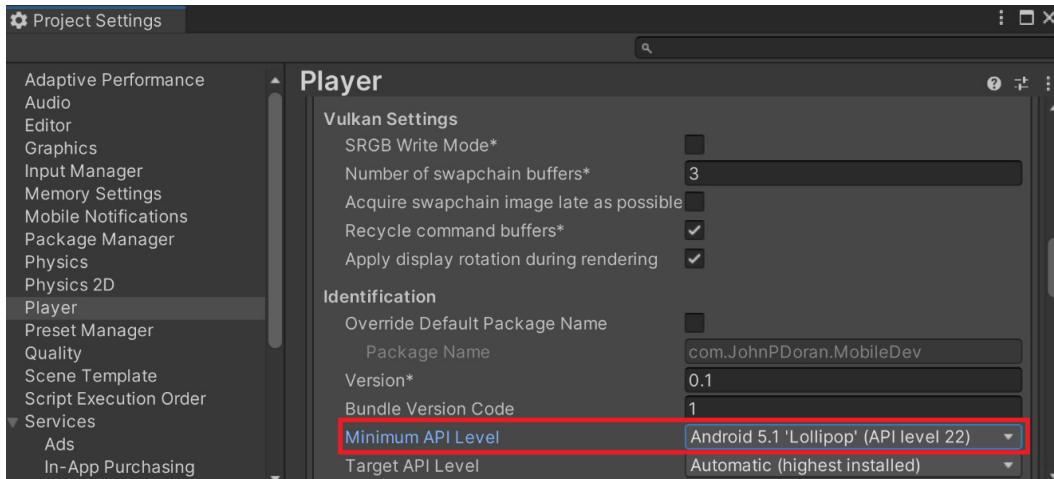 Project Settings
Adaptive Performance
Audio
Editor
Graphics
Input Manager
Memory Settings
Mobile Notifications
Package Manager
Physics
Physics 2D
Player
Preset Manager
Quality
Scene Template
Script Execution Order
Services
Ads
In-App Purchasing
Player
Vulkan Settings
SRGB Write Mode*
Number of swapchain buffers* 3
Acquire swapchain image late as possible
Recycle command buffers*
Apply display rotation during rendering
Identification
Override Default Package Name
Package Name com.JohnPDoran.MobileDev
Version* 0.1
Bundle Version Code 1
Minimum API Level Android 5.1 'Lollipop' (API level 22)
Target API Level Automatic (highest installed)